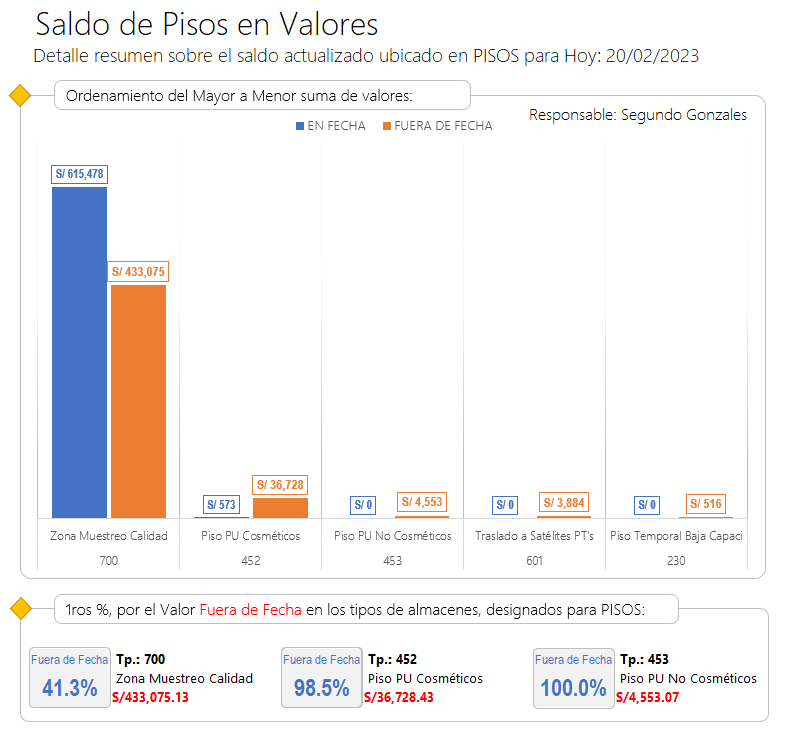 Saldo de Pisos en Valores
Detalle resumen sobre el saldo actualizado ubicado en PISOS para Hoy: 20/02/2023
Ordenamiento del Mayor a Menor suma de valores:
Responsable: Segundo Gonzales
EN FECHA FUERA DE FECHA
S/ 615,478
S/ 433,075
S/ 573
S/ 36,728
S/ 0
S/ 4,553
S/ 0
S/ 3,884
S/ 0
S/ 516
Zona Muestreo Calidad
Piso PU Cosméticos
Piso PU No Cosméticos
Traslado a Satélites PT's
Piso Temporal Baja Capaci
700
452
453
601
230
1ros %, por el Valor Fuera de Fecha en los tipos de almacenes, designados para PISOS:
Fuera de Fecha
41.3%
Tp.: 700
Zona Muestreo Calidad
S/433,075.13
Fuera de Fecha
98.5%
Tp.: 452
Piso PU Cosméticos
S/36,728.43
Fuera de Fecha
100.0%
Tp.: 453
Piso PU No Cosméticos
S/4,553.07